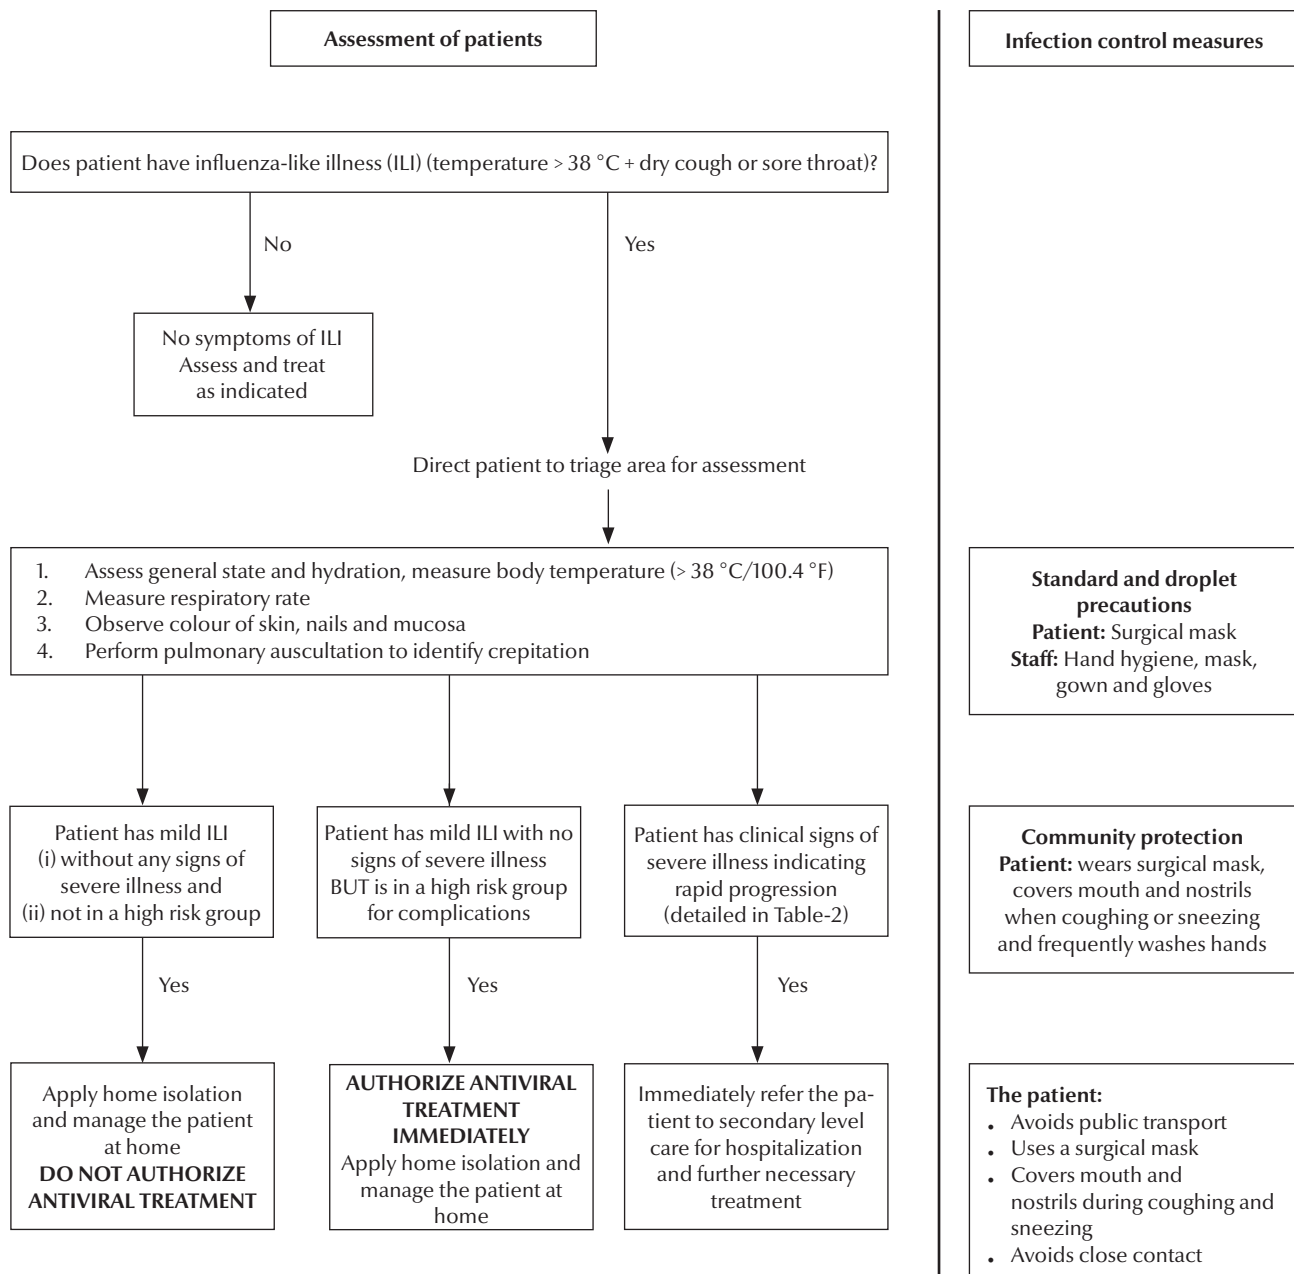 Assessment of patients
Does patient have influenza-like illness (ILI) (temperature > 38 °C + dry cough or sore throat)?
No
Yes
No symptoms of ILI
Assess and treat
as indicated
Direct patient to triage area for assessment
1. Assess general state and hydration, measure body temperature (> 38 °C/100.4 °F)
2. Measure respiratory rate
3. Observe colour of skin, nails and mucosa
4. Perform pulmonary auscultation to identify crepitation
Patient has mild ILI
(i) without any signs of
severe illness and
(ii) not in a high risk group
Patient has mild ILI with no
signs of severe illness
BUT is in a high risk group
for complications
Patient has clinical signs of
severe illness indicating
rapid progression
(detailed in Table-2)
Yes
Yes
Yes
Apply home isolation
and manage the patient
at home
DO NOT AUTHORIZE
ANTIVIRAL TREATMENT
AUTHORIZE ANTIVIRAL
TREATMENT
IMMEDIATELY
Apply home isolation and
manage the patient at
home
Immediately refer the pa-
tient to secondary level
care for hospitalization
and further necessary
treatment
Infection control measures
Standard and droplet
precautions
Patient: Surgical mask
Staff: Hand hygiene, mask,
gown and gloves
Community protection
Patient: wears surgical mask,
covers mouth and nostrils
when coughing or sneezing
and frequently washes hands
The patient:
• Avoids public transport
• Uses a surgical mask
• Covers mouth and
nostrils during coughing and
sneezing
• Avoids close contact